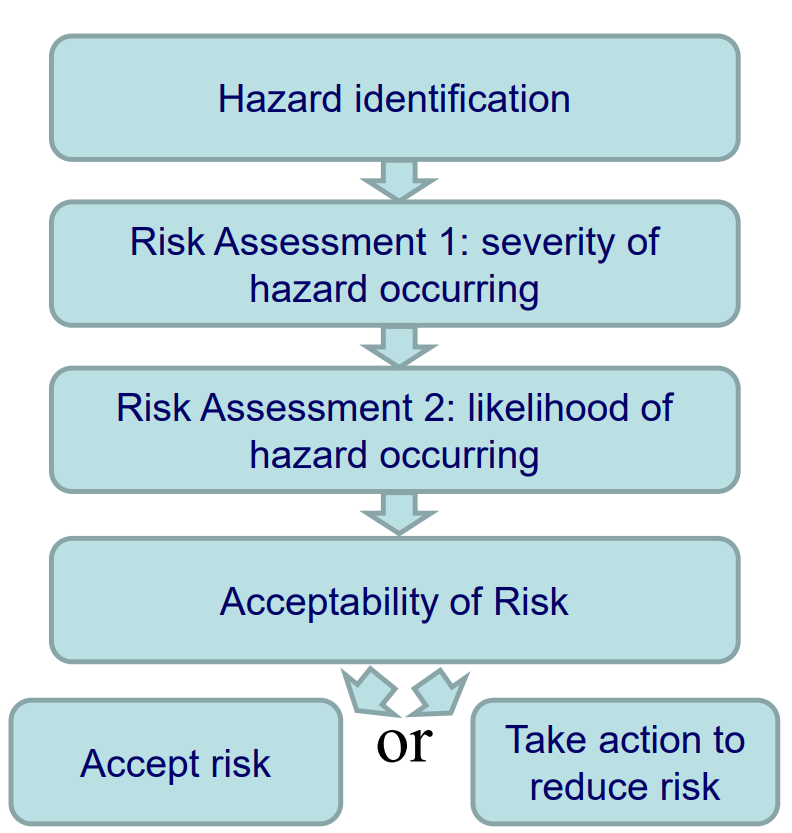 Hazard identification
Risk Assessment 1: severity of
hazard occurring
Risk Assessment 2: likelihood of
hazard occurring
Acceptability of Risk
Accept risk
or
Take action to
reduce risk